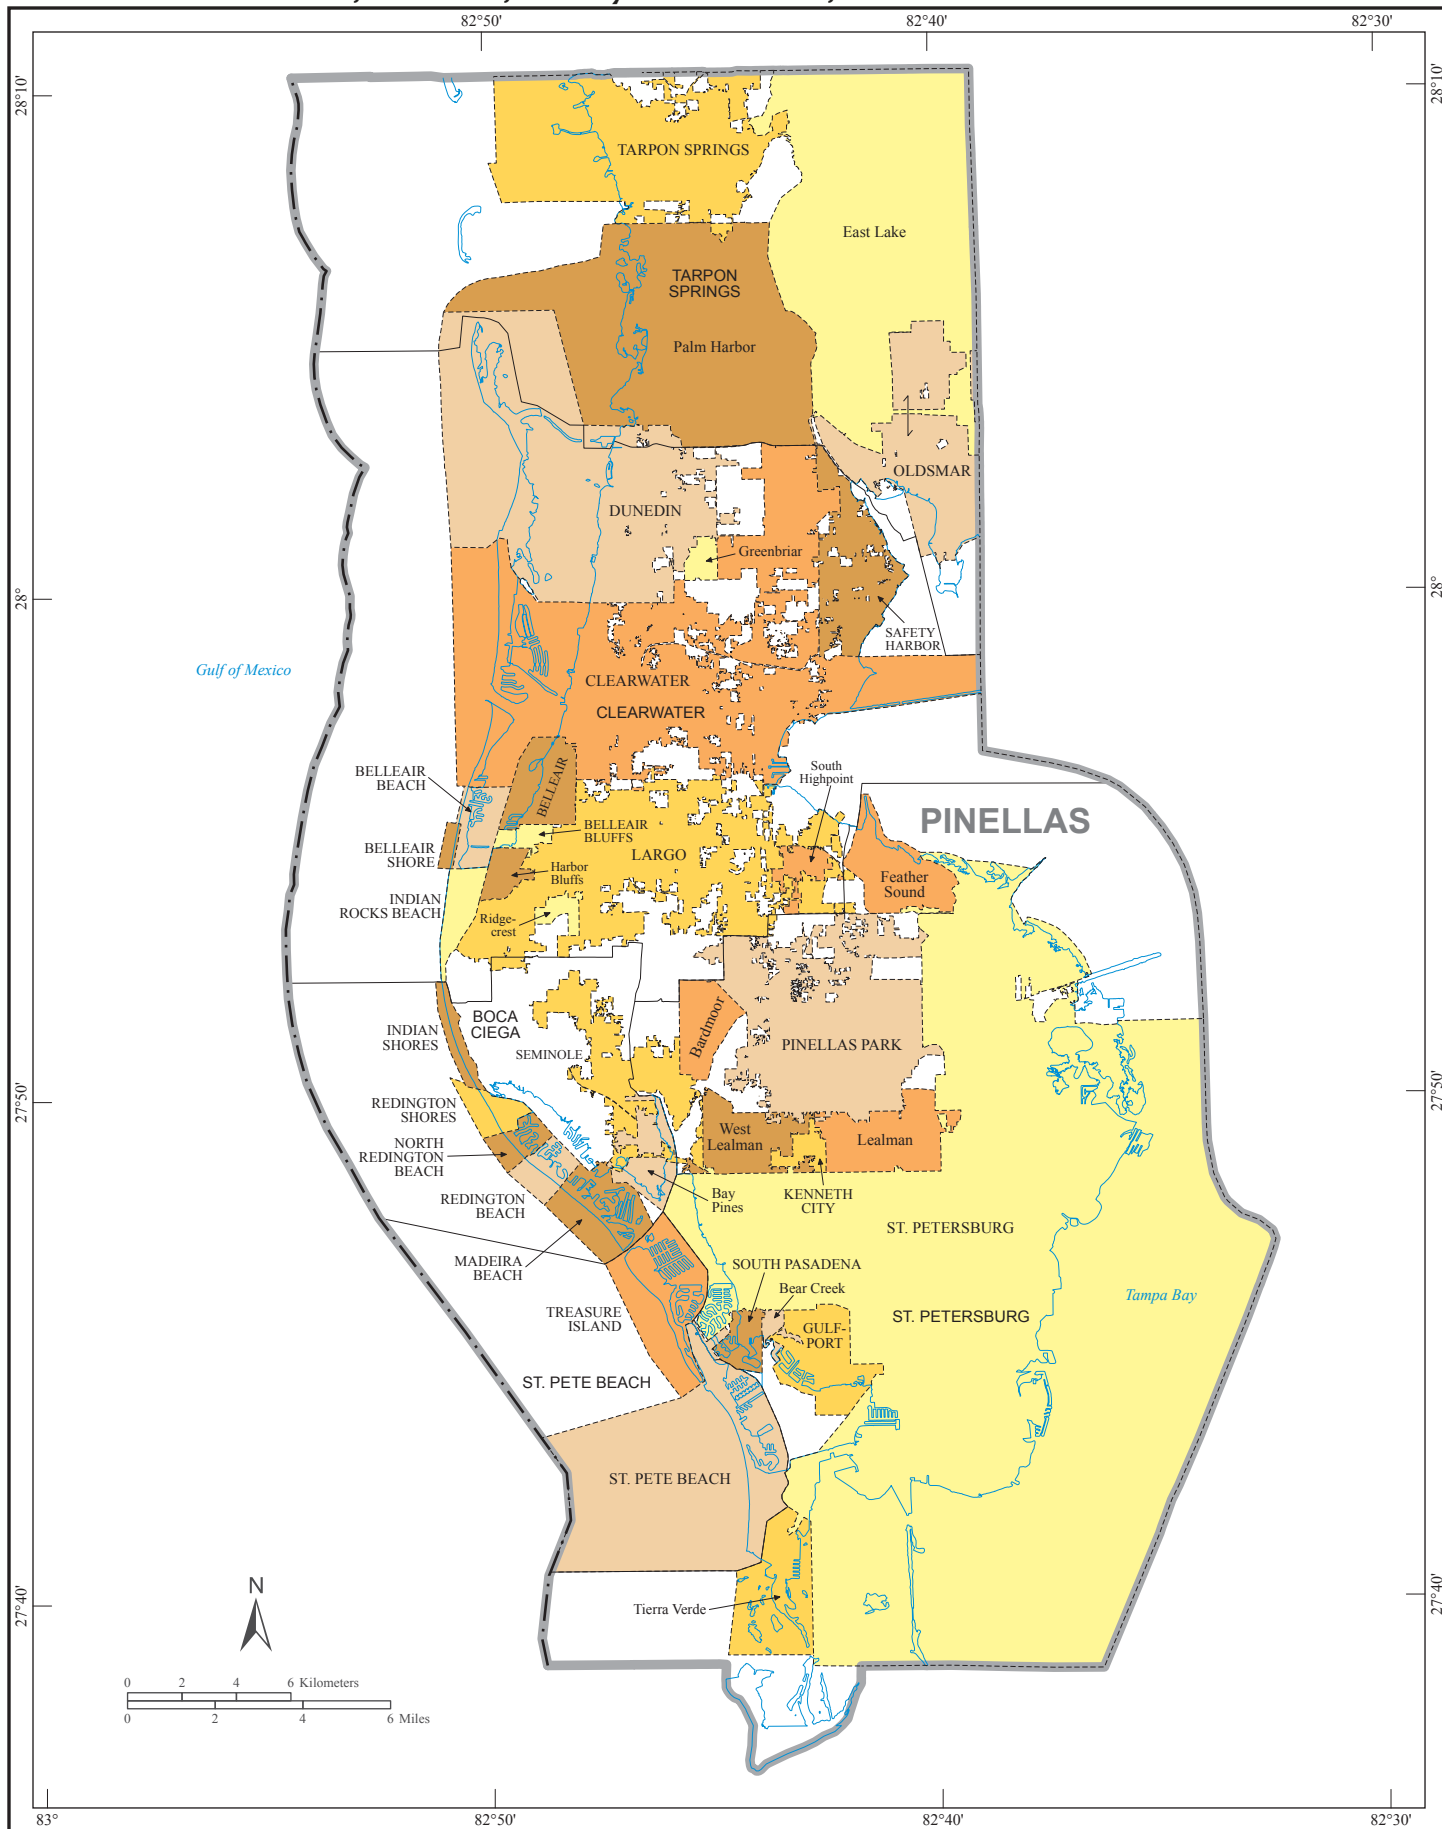 82°50'
82°40'
82°30'
28°10'
28°10'
TARPON SPRINGS
East Lake
TARPON
SPRINGS
Palm Harbor
OLDSMAR
DUNEDIN
Greenbriar
28°
28°
SAFETY
HARBOR
Gulf of Mexico
CLEARWATER
CLEARWATER
BELLEAIR
BELLEAIR
BEACH
South
Highpoint
PINELLAS
BELLEAIR
BLUFFS
BELLEAIR
SHORE
LARGO
Harbor
Bluffs
Feather
Sound
INDIAN
ROCKS BEACH
Ridge-
crest
BOCA
CIEGA
Bardmoor
INDIAN
SHORES
SEMINOLE
PINELLAS PARK
27°50'
27°50'
REDINGTON
SHORES
West
Lealman
Lealman
NORTH
REDINGTON
BEACH
Bay
Pines
KENNETH
CITY
REDINGTON
BEACH
ST. PETERSBURG
MADEIRA
BEACH
SOUTH PASADENA
Bear Creek
Tampa Bay
TREASURE
ISLAND
GULF-
PORT
ST. PETERSBURG
ST. PETE BEACH
ST. PETE BEACH
27°40'
27°40'
N
Tierra Verde
0 2 4 6 Kilometers
0 2 4 6 Miles
83°
82°50'
82°40'
82°30'